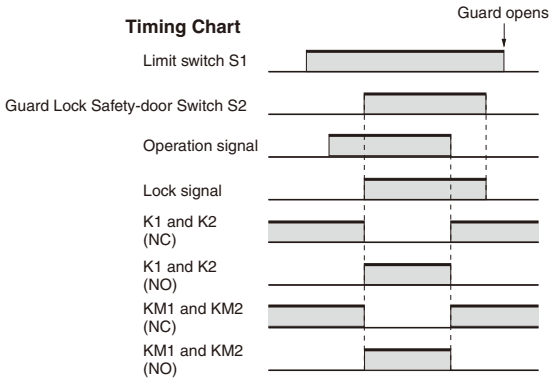 Guard opens
Timing Chart
Limit switch S1
Guard Lock Safety-door Switch S2
Operation signal
Lock signal
K1 and K2
(NC)
K1 and K2
(NO)
KM1 and KM2
(NC)
KM1 and KM2
(NO)